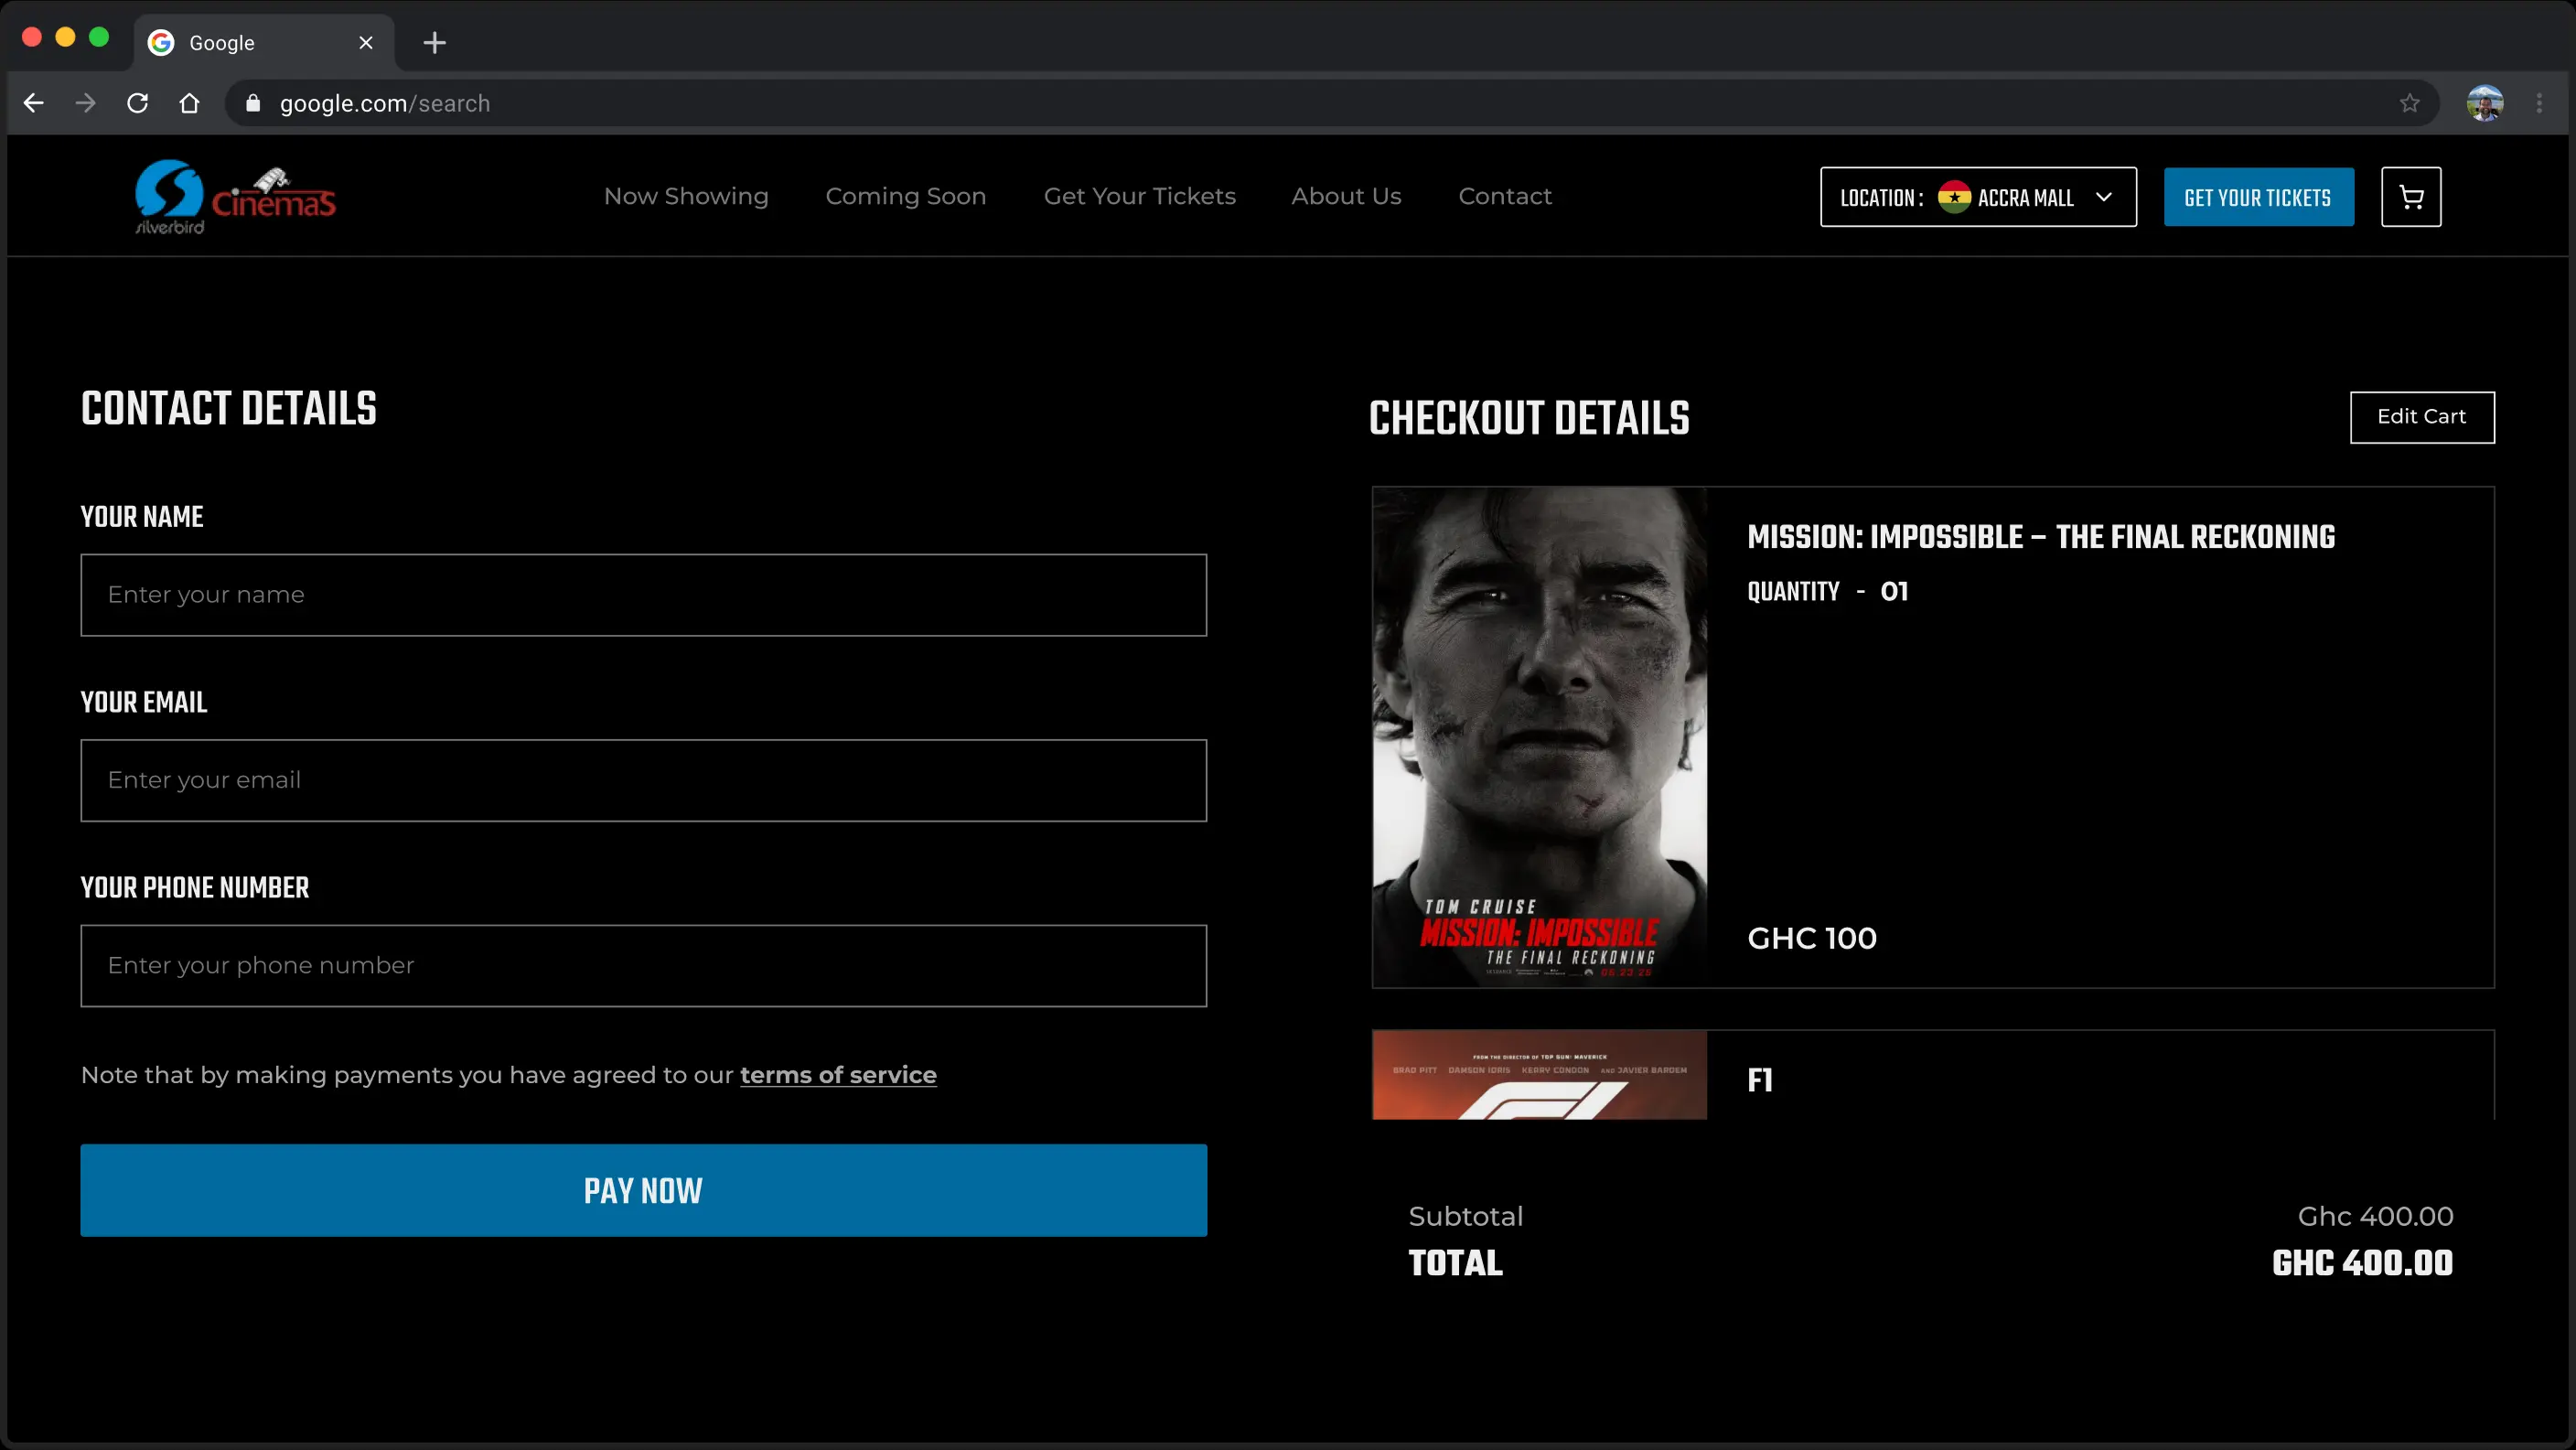 Google
google.com/search
silverbird
cinemas
Now Showing
Coming Soon
Get Your Tickets
About Us
Contact
LOCATION :
ACCRA MALL
GET YOUR TICKETS
CONTACT DETAILS
YOUR NAME
Enter your name
YOUR EMAIL
Enter your email
YOUR PHONE NUMBER
Enter your phone number
Note that by making payments you have agreed to our terms of service
PAY NOW
CHECKOUT DETAILS
Edit Cart
TOM CRUISE
MISSION: IMPOSSIBLE
THE FINAL RECKONING
05.23.25
MISSION: IMPOSSIBLE – THE FINAL RECKONING
QUANTITY - 01
GHC 100
FROM THE DIRECTOR OF TOP GUN: MAVERICK
BRAD PITT DAMSON IDRIS KERRY CONDON AND JAVIER BARDEM
F1
Subtotal
Ghc 400.00
TOTAL
GHC 400.00